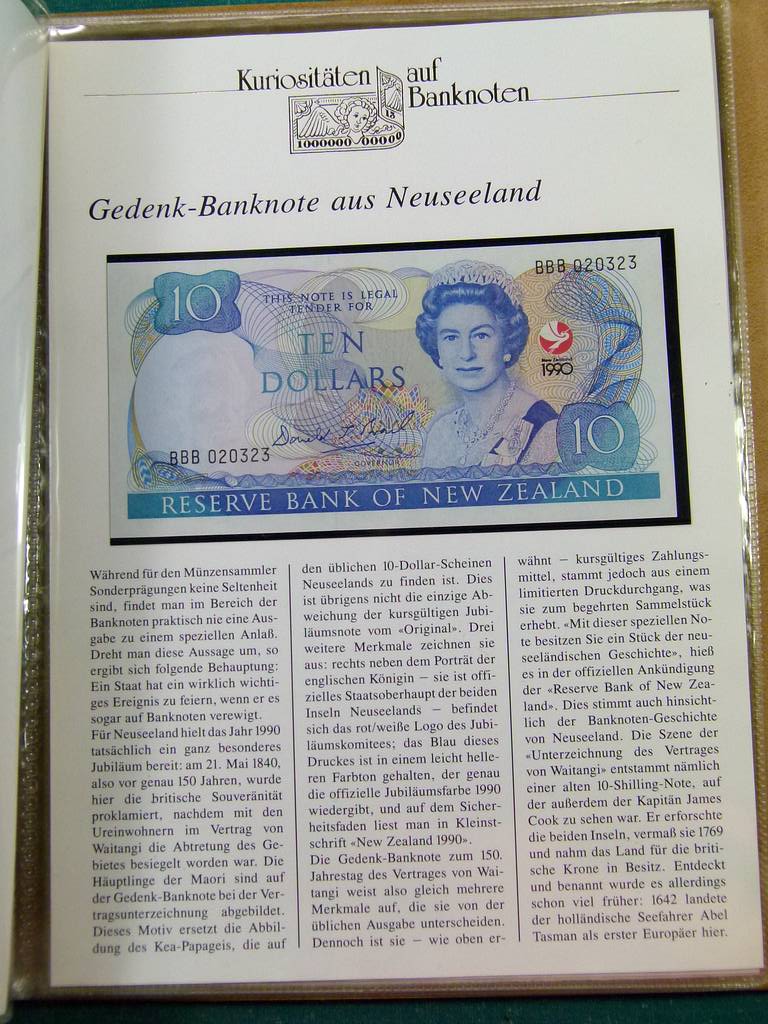 Kuriositäten auf
Banknoten
1000000 00000
18
Gedenk-Banknote aus Neuseeland
BBB 020323
10
THIS NOTE IS LEGAL
TENDER FOR
TEN
DOLLARS
New Zealand
1990
BBB 020323
GOVERNOR
10
RESERVE BANK OF NEW ZEALAND
Während für den Münzensammler
Sonderprägungen keine Seltenheit
sind, findet man im Bereich der
Banknoten praktisch nie eine Aus-
gabe zu einem speziellen Anlaß.
Dreht man diese Aussage um, so
ergibt sich folgende Behauptung:
Ein Staat hat ein wirklich wichti-
ges Ereignis zu feiern, wenn er es
sogar auf Banknoten verewigt.
Für Neuseeland hielt das Jahr 1990
tatsächlich ein ganz besonderes
Jubiläum bereit: am 21. Mai 1840,
also vor genau 150 Jahren, wurde
hier die britische Souveränität
proklamiert, nachdem mit den
Ureinwohnern im Vertrag von
Waitangi die Abtretung des Ge-
bietes besiegelt worden war. Die
Häuptlinge der Maori sind auf
der Gedenk-Banknote bei der Ver-
tragsunterzeichnung abgebildet.
Dieses Motiv ersetzt die Abbil-
dung des Kea-Papageis, die auf
den üblichen 10-Dollar-Scheinen
Neuseelands zu finden ist. Dies
ist übrigens nicht die einzige Ab-
weichung der kursgültigen Jubi-
läumsnote vom «Original». Drei
weitere Merkmale zeichnen sie
aus: rechts neben dem Porträt der
englischen Königin – sie ist offi-
zielles Staatsoberhaupt der beiden
Inseln Neuseelands – befindet
sich das rot/weiße Logo des Jubi-
läumskomitees; das Blau dieses
Druckes ist in einem leicht helle-
ren Farbton gehalten, der genau
die offizielle Jubiläumsfarbe 1990
wiedergibt, und auf dem Sicher-
heitsfaden liest man in Kleinst-
schrift «New Zealand 1990».
Die Gedenk-Banknote zum 150.
Jahrestag des Vertrages von Wai-
tangi weist also gleich mehrere
Merkmale auf, die sie von der
üblichen Ausgabe unterscheiden.
Dennoch ist sie – wie oben er-
wähnt – kursgültiges Zahlungs-
mittel, stammt jedoch aus einem
limitierten Druckdurchgang, was
sie zum begehrten Sammelstück
erhebt. «Mit dieser speziellen No-
te besitzen Sie ein Stück der neu-
seeländischen Geschichte», hieß
es in der offiziellen Ankündigung
der «Reserve Bank of New Zea-
land». Dies stimmt auch hinsicht-
lich der Banknoten-Geschichte
von Neuseeland. Die Szene der
«Unterzeichnung des Vertrages
von Waitangi» entstammt nämlich
einer alten 10-Shilling-Note, auf
der außerdem der Kapitän James
Cook zu sehen war. Er erforschte
die beiden Inseln, vermaß sie 1769
und nahm das Land für die briti-
sche Krone in Besitz. Entdeckt
und benannt wurde es allerdings
schon viel früher: 1642 landete
der holländische Seefahrer Abel
Tasman als erster Europäer hier.